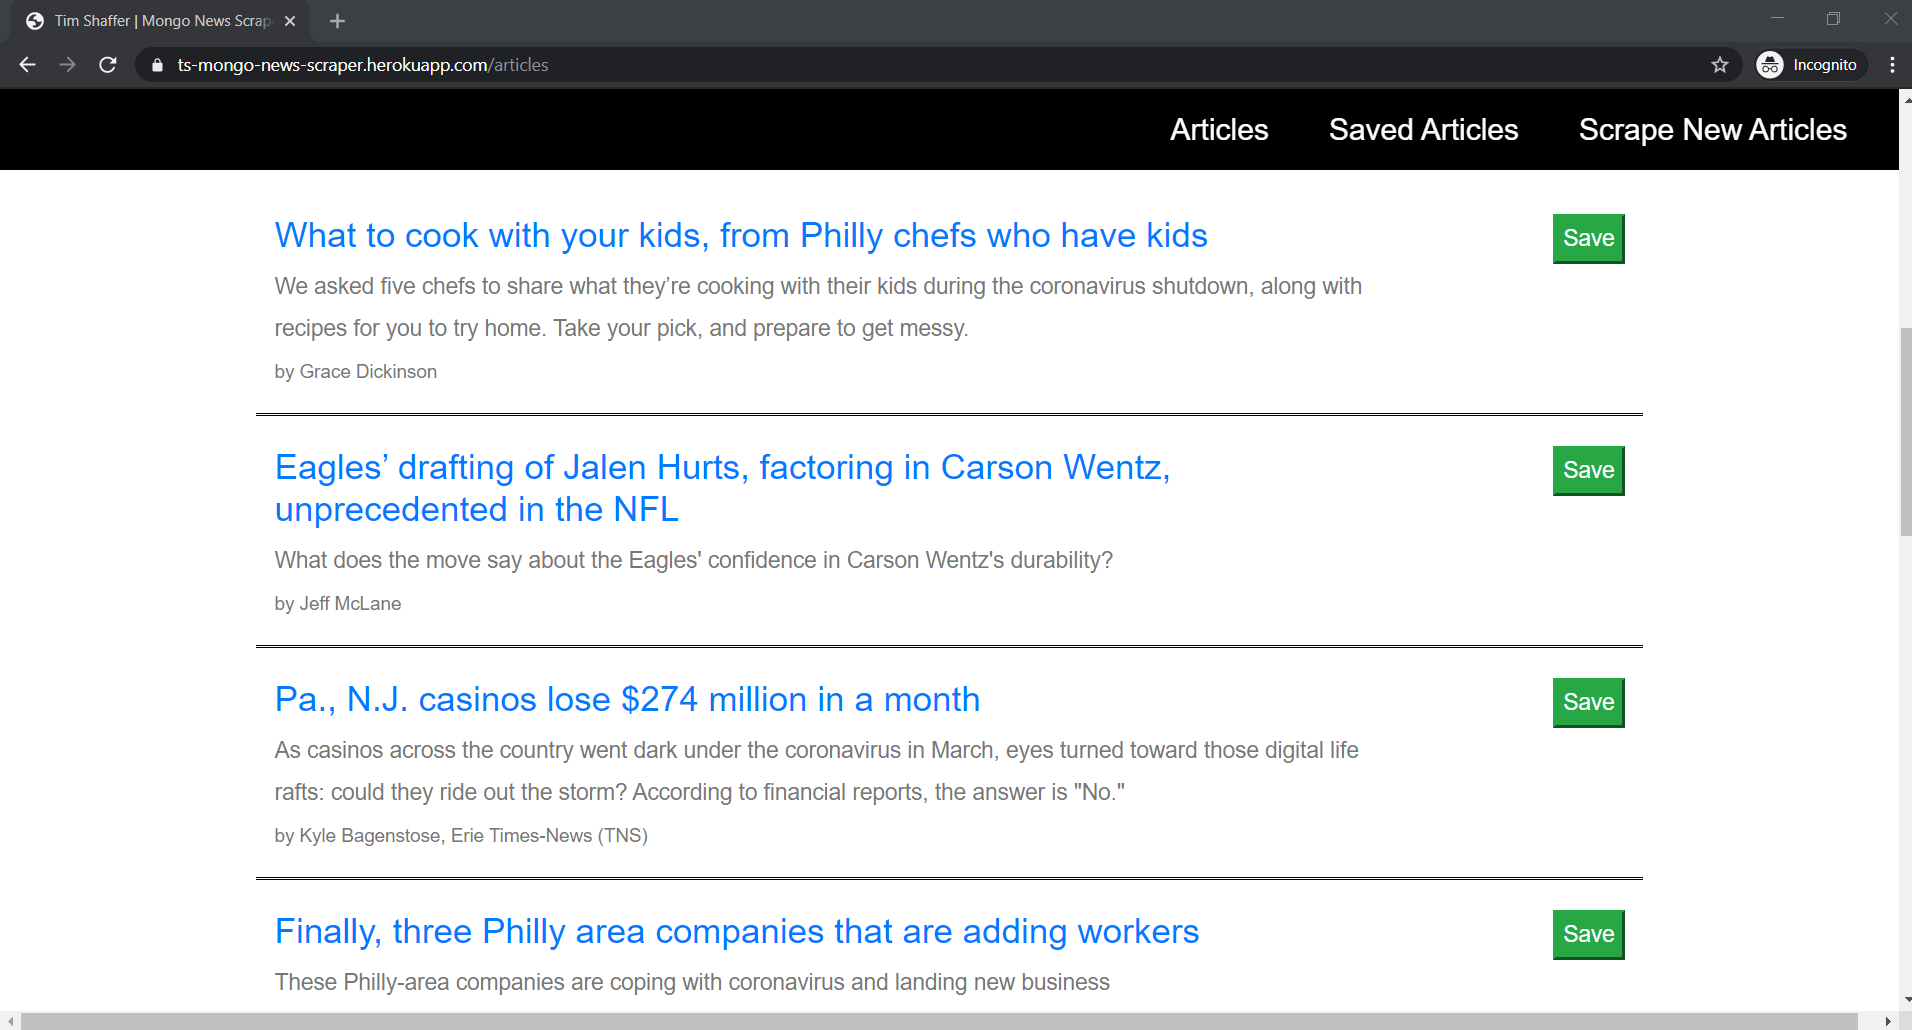 Tim Shaffer | Mongo News Scrap
ts-mongo-news-scraper.herokuapp.com/articles
Incognito
Articles
Saved Articles
Scrape New Articles
What to cook with your kids, from Philly chefs who have kids
Save
We asked five chefs to share what they’re cooking with their kids during the coronavirus shutdown, along with
recipes for you to try home. Take your pick, and prepare to get messy.
by Grace Dickinson
Eagles’ drafting of Jalen Hurts, factoring in Carson Wentz,
unprecedented in the NFL
Save
What does the move say about the Eagles' confidence in Carson Wentz's durability?
by Jeff McLane
Pa., N.J. casinos lose $274 million in a month
Save
As casinos across the country went dark under the coronavirus in March, eyes turned toward those digital life
rafts: could they ride out the storm? According to financial reports, the answer is "No."
by Kyle Bagenstose, Erie Times-News (TNS)
Finally, three Philly area companies that are adding workers
Save
These Philly-area companies are coping with coronavirus and landing new business